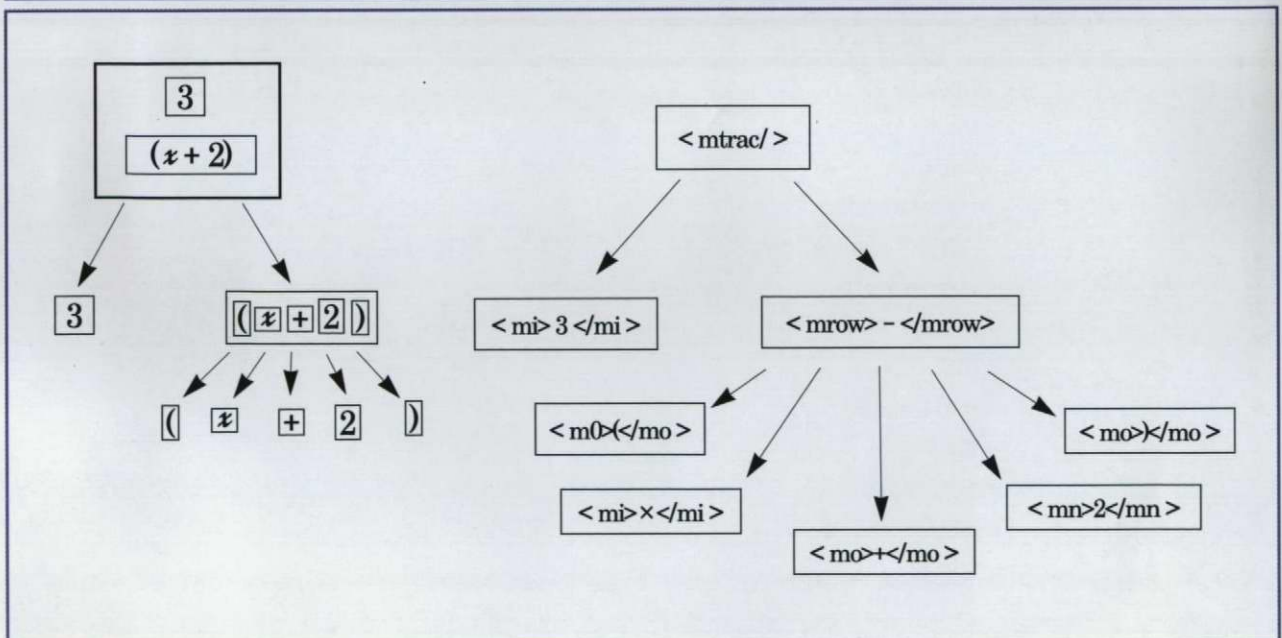 3
(x + 2)
< mtrac/ >
3
( x + 2 )
< mi> 3 </mi >
< mrow> - </mrow>
( x + 2 )
< m0>(</mo >
< mo>)</mo >
< mi>×</mi >
< mn>2</mn >
< mo>+</mo >